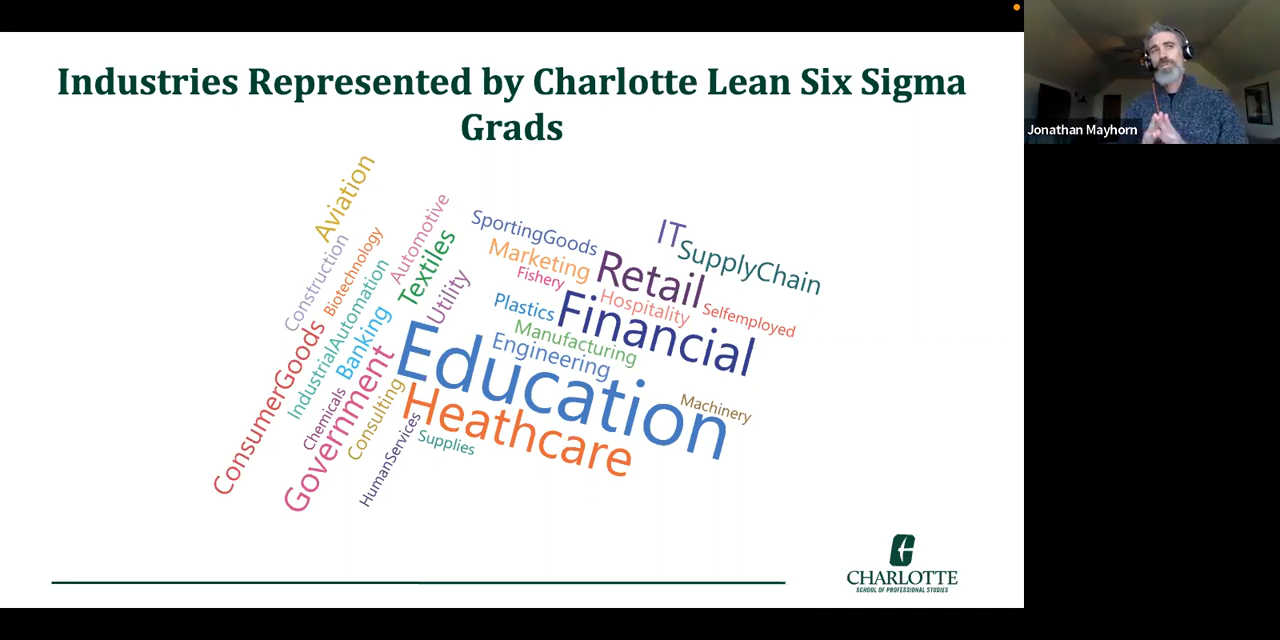 Industries Represented by Charlotte Lean Six Sigma
Grads
Jonathan Mayhorn
Aviation
Construction
Biotechnology
Automotive
Textiles
IndustrialAutomation
Utility
Banking
ConsumerGoods
Chemicals
Government
Consulting
HumanServices
SportingGoods
IT
SupplyChain
Marketing
Retail
Fishery
Hospitality
Selfemployed
Plastics
Financial
Manufacturing
Engineering
Education
Machinery
Heathcare
Supplies
CHARLOTTE
SCHOOL OF PROFESSIONAL STUDIES